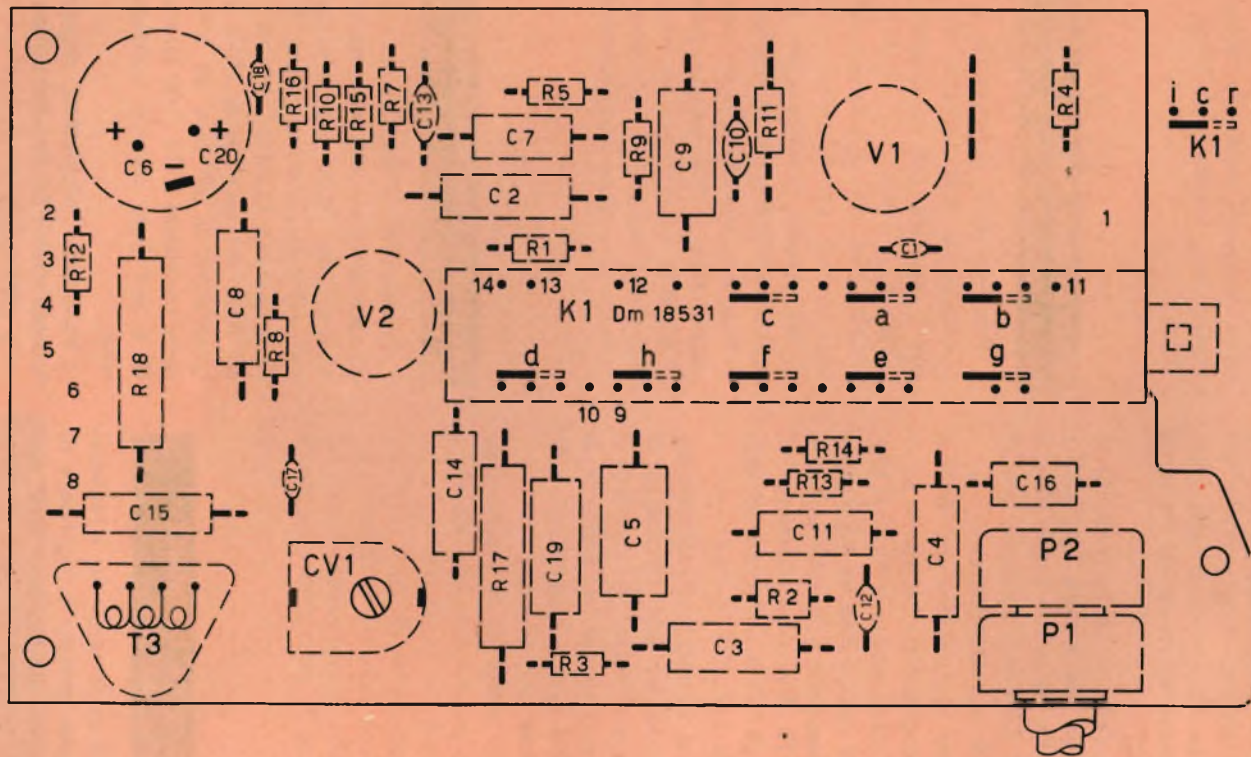 C18
R16
R10
R15
R7
C13
R5
C7
C2
R1
R9
C9
C10
R11
V1
R4
i c r
K1
+ +
C6 C20
−
2
3
4
5
6
7
8
R12
R18
C8
R8
V2
C1
1
14 13 12 11
K1 Dm 18531
c a b
d h f e g
10 9
C17
C15
T3
CV1
C14
R17
C19
C5
R3
C3
R14
R13
C11
R2
C12
C4
C16
P2
P1